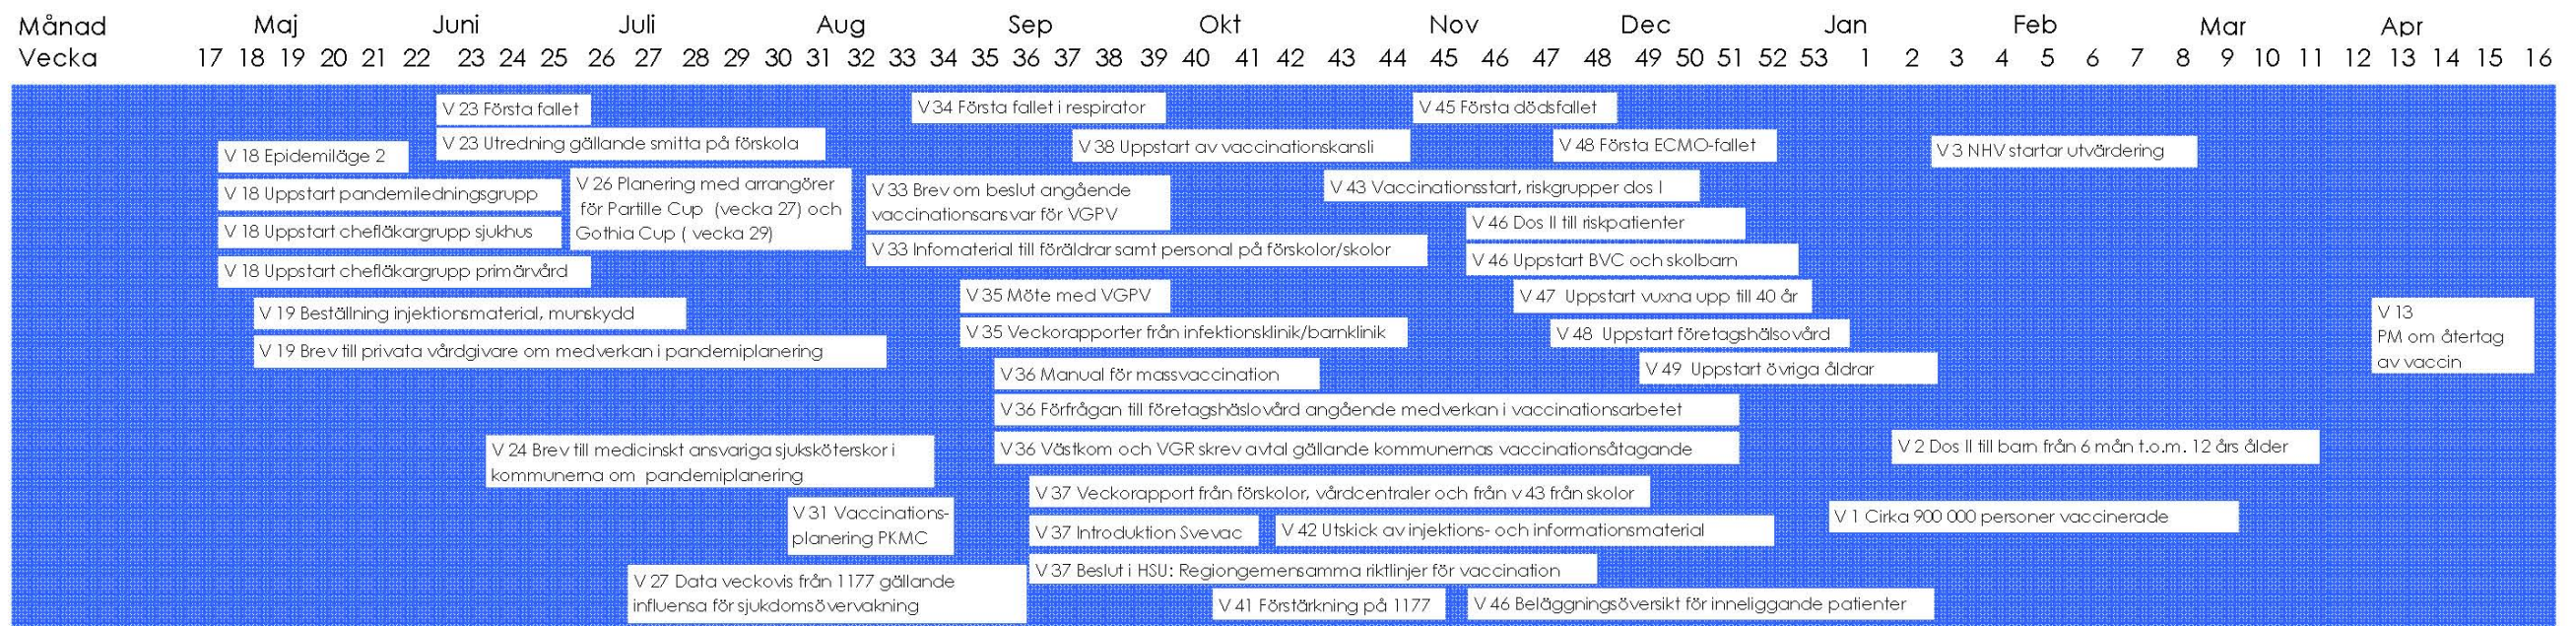 Månad Maj Juni Juli Aug Sep Okt Nov Dec Jan Feb Mar Apr
Vecka 17 18 19 20 21 22 23 24 25 26 27 28 29 30 31 32 33 34 35 36 37 38 39 40 41 42 43 44 45 46 47 48 49 50 51 52 53 1 2 3 4 5 6 7 8 9 10 11 12 13 14 15 16
V 23 Första fallet
V 34 Första fallet i respirator
V 45 Första dödsfallet
V 23 Utredning gällande smitta på förskola
V 38 Uppstart av vaccinationskansli
V 48 Första ECMO-fallet
V 18 Epidemiläge 2
V 3 NHV startar utvärdering
V 18 Uppstart pandemiledningsgrupp
V 26 Planering med arrangörer
för Partille Cup (vecka 27) och
Gothia Cup ( vecka 29)
V 33 Brev om beslut angående
vaccinationsansvar för VGPV
V 43 Vaccinationsstart, riskgrupper dos I
V 46 Dos II till riskpatienter
V 18 Uppstart chefläkargrupp sjukhus
V 33 Infomaterial till föräldrar samt personal på förskolor/skolor
V 46 Uppstart BVC och skolbarn
V 18 Uppstart chefläkargrupp primärvård
V 35 Möte med VGPV
V 47 Uppstart vuxna upp till 40 år
V 19 Beställning injektionsmaterial, munskydd
V 13
PM om återtag
av vaccin
V 35 Veckorapporter från infektionsklinik/barnklinik
V 48 Uppstart företagshälsovård
V 19 Brev till privata vårdgivare om medverkan i pandemiplanering
V 36 Manual för massvaccination
V 49 Uppstart övriga åldrar
V 36 Förfrågan till företagshäslovård angående medverkan i vaccinationsarbetet
V 24 Brev till medicinskt ansvariga sjuksköterskor i
kommunerna om pandemiplanering
V 36 Västkom och VGR skrev avtal gällande kommunernas vaccinationsåtagande
V 2 Dos II till barn från 6 mån t.o.m. 12 års ålder
V 37 Veckorapport från förskolor, vårdcentraler och från v 43 från skolor
V 31 Vaccinations-
planering PKMC
V 37 Introduktion Svevac
V 42 Utskick av injektions- och informationsmaterial
V 1 Cirka 900 000 personer vaccinerade
V 37 Beslut i HSU: Regiongemensamma riktlinjer för vaccination
V 27 Data veckovis från 1177 gällande
influensa för sjukdomsövervakning
V 41 Förstärkning på 1177
V 46 Beläggningsöversikt för inneliggande patienter